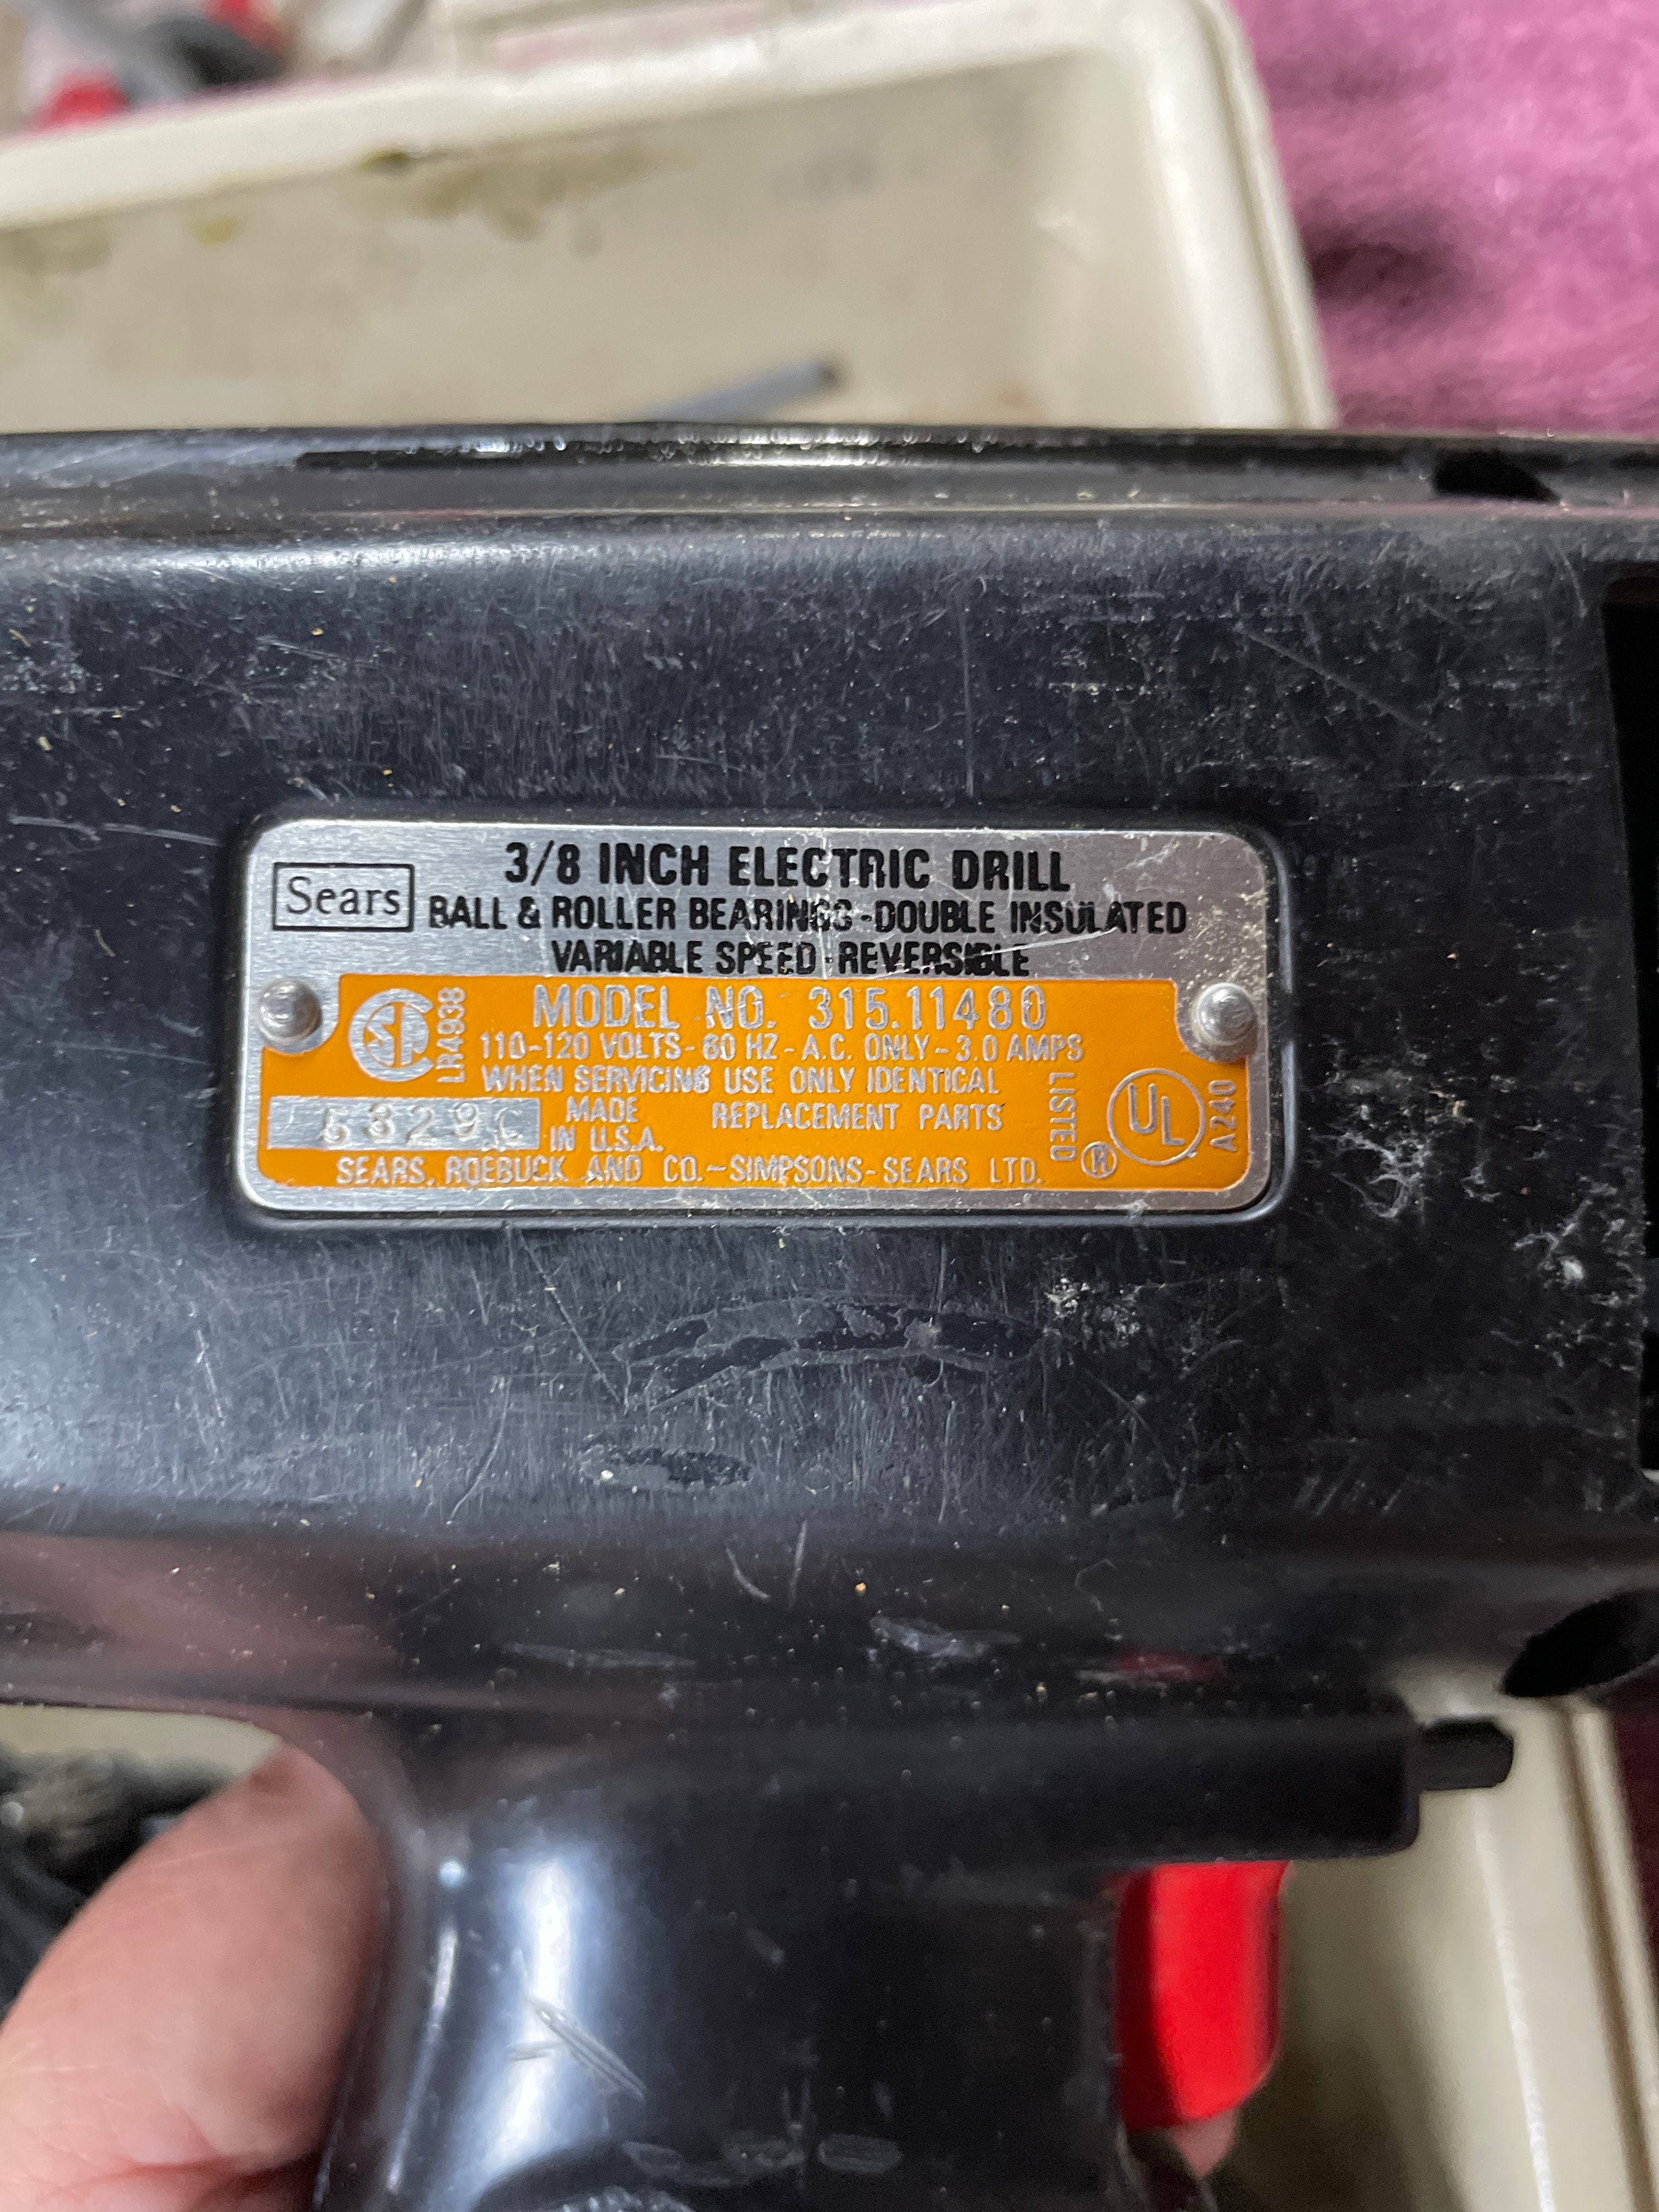 3/8 INCH ELECTRIC DRILL
Sears
BALL & ROLLER BEARINGS-DOUBLE INSULATED
VARIABLE SPEED-REVERSIBLE
MODEL NO. 315.11480
LR4938
110-120 VOLTS-60 HZ-A.C. ONLY-3.0 AMPS
WHEN SERVICING USE ONLY IDENTICAL
REPLACEMENT PARTS
5829C
MADE
IN U.S.A.
LISTED
®
UL
A240
SEARS, ROEBUCK AND CO.-SIMPSONS-SEARS LTD.